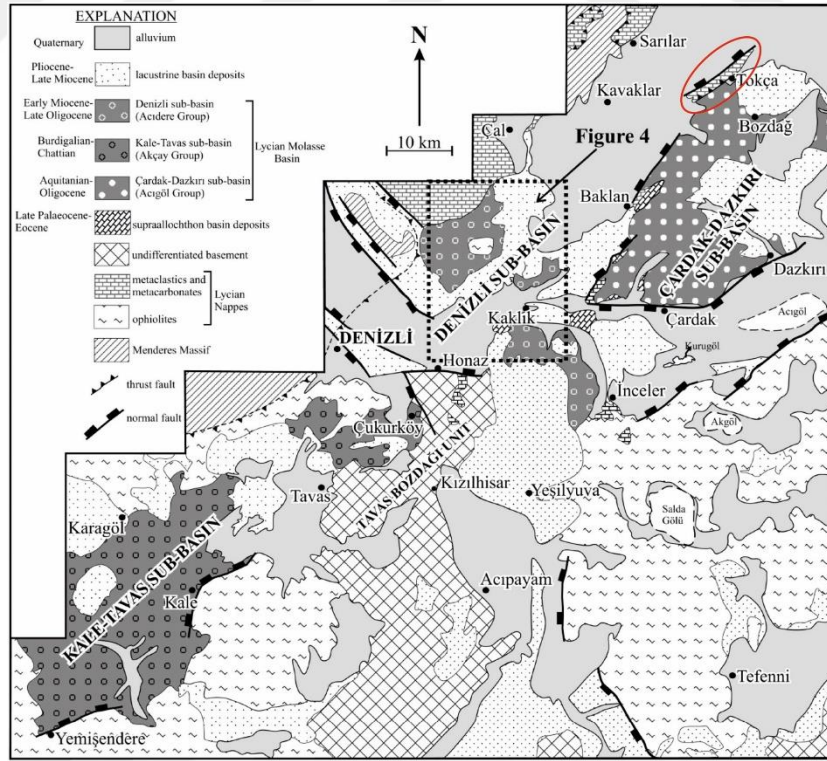 EXPLANATION
Quaternary
alluvium
Pliocene-
Late Miocene
lacustrine basin deposits
Early Miocene-
Late Oligocene
Denizli sub-basin
(Acıdere Group)
Burdigalian-
Chattian
Kale-Tavas sub-basin
(Akçay Group)
Lycian Molasse
Basin
Aquitanian-
Oligocene
Çardak-Dazkırı sub-basin
(Acıgöl Group)
Late Palaeocene-
Eocene
supraallochthon basin deposits
undifferentiated basement
metaclastics and
metacarbonates
ophiolites
Lycian
Nappes
Menderes Massif
thrust fault
normal fault
N
10 km
Sarılar
Kavaklar
Tokça
Çal
Bozdağ
Figure 4
Baklan
DENİZLİ SUB-BASIN
ÇARDAK-DAZKIRI
SUB-BASIN
Dazkırı
Kaklık
Çardak
Acıgöl
DENİZLİ
Honaz
Kurugöl
İnceler
Çukurköy
Akgöl
TAVAS BOZDAĞI UNIT
Tavas
Kızılhisar
Yeşilyuva
Salda
Gölü
Karagöl
KALE-TAVAS SUB-BASIN
Kale
Acıpayam
Tefenni
Yemişendere